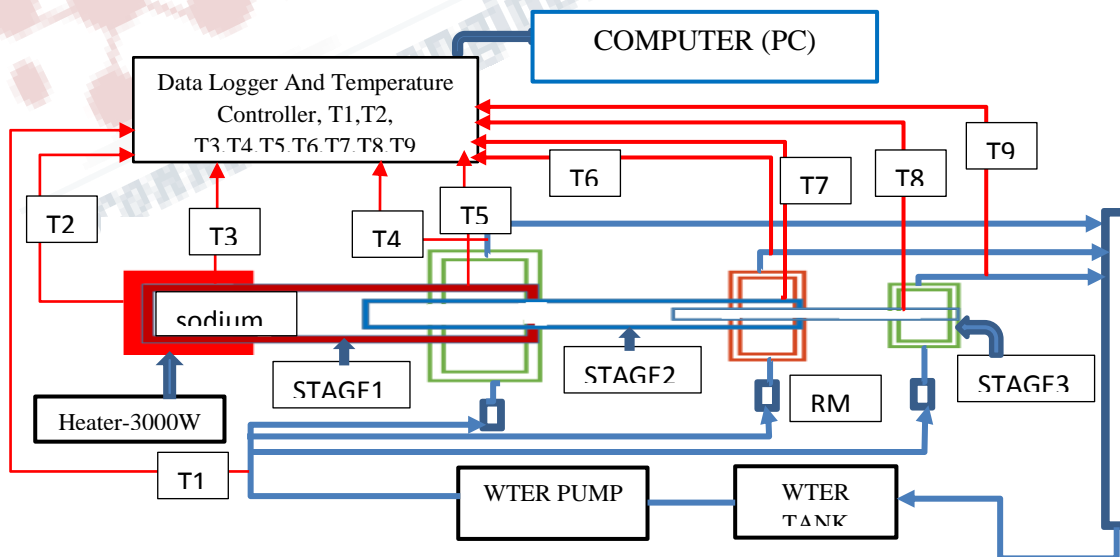 COMPUTER (PC)
Data Logger And Temperature
Controller, T1,T2,
T3,T4,T5,T6,T7,T8,T9
T9
T6
T7
T8
T2
T5
T3
T4
sodium
STAGE1
STAGE2
STAGE3
RM
Heater-3000W
T1
WTER PUMP
WTER
TANK